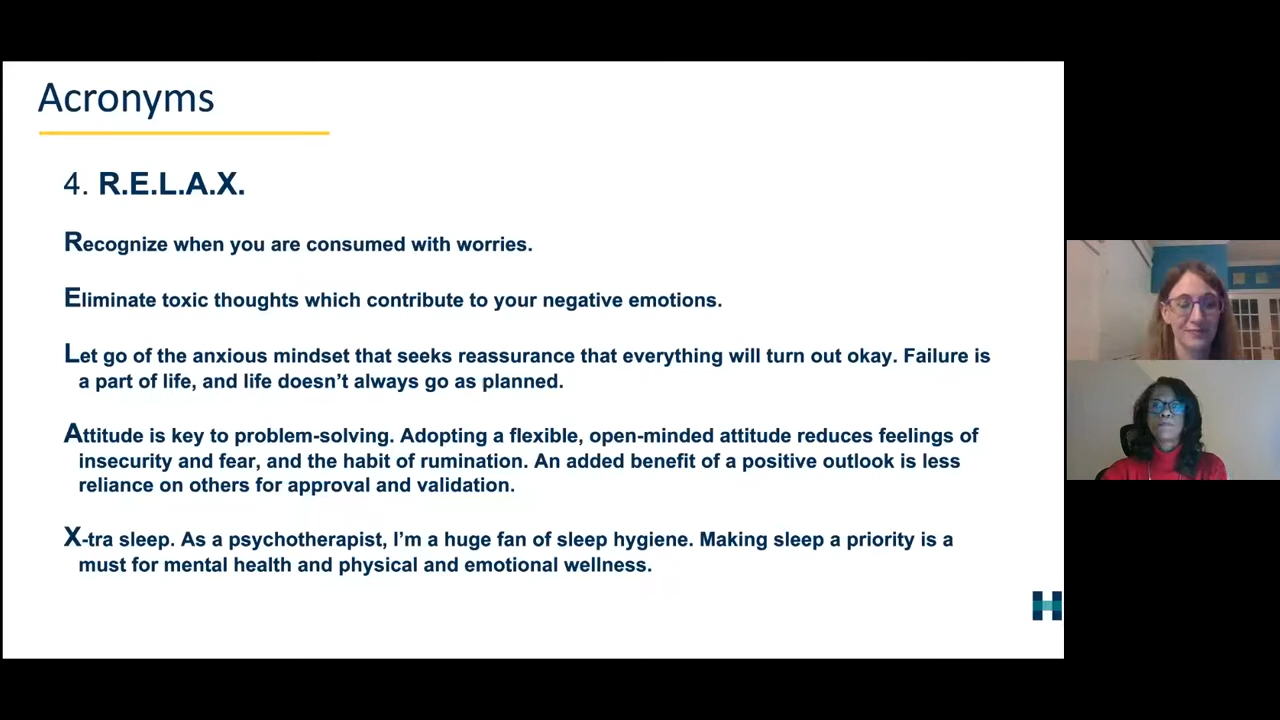 Acronyms
4. R.E.L.A.X.
Recognize when you are consumed with worries.
Eliminate toxic thoughts which contribute to your negative emotions.
Let go of the anxious mindset that seeks reassurance that everything will turn out okay. Failure is
a part of life, and life doesn’t always go as planned.
Attitude is key to problem-solving. Adopting a flexible, open-minded attitude reduces feelings of
insecurity and fear, and the habit of rumination. An added benefit of a positive outlook is less
reliance on others for approval and validation.
X-tra sleep. As a psychotherapist, I’m a huge fan of sleep hygiene. Making sleep a priority is a
must for mental health and physical and emotional wellness.
H